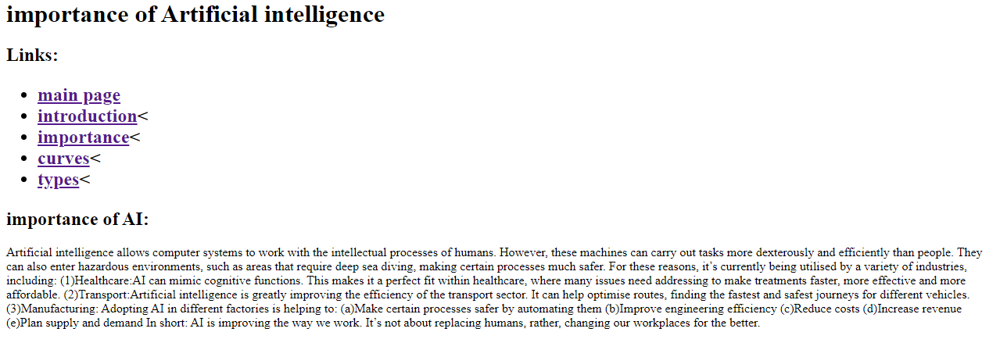 importance of Artificial intelligence
Links:
main page
introduction<
importance<
curves<
types<
importance of AI:
Artificial intelligence allows computer systems to work with the intellectual processes of humans. However, these machines can carry out tasks more dexterously and efficiently than people. They
can also enter hazardous environments, such as areas that require deep sea diving, making certain processes much safer. For these reasons, it’s currently being utilised by a variety of industries,
including: (1)Healthcare:AI can mimic cognitive functions. This makes it a perfect fit within healthcare, where many issues need addressing to make treatments faster, more effective and more
affordable. (2)Transport:Artificial intelligence is greatly improving the efficiency of the transport sector. It can help optimise routes, finding the fastest and safest journeys for different vehicles.
(3)Manufacturing: Adopting AI in different factories is helping to: (a)Make certain processes safer by automating them (b)Improve engineering efficiency (c)Reduce costs (d)Increase revenue
(e)Plan supply and demand In short: AI is improving the way we work. It’s not about replacing humans, rather, changing our workplaces for the better.